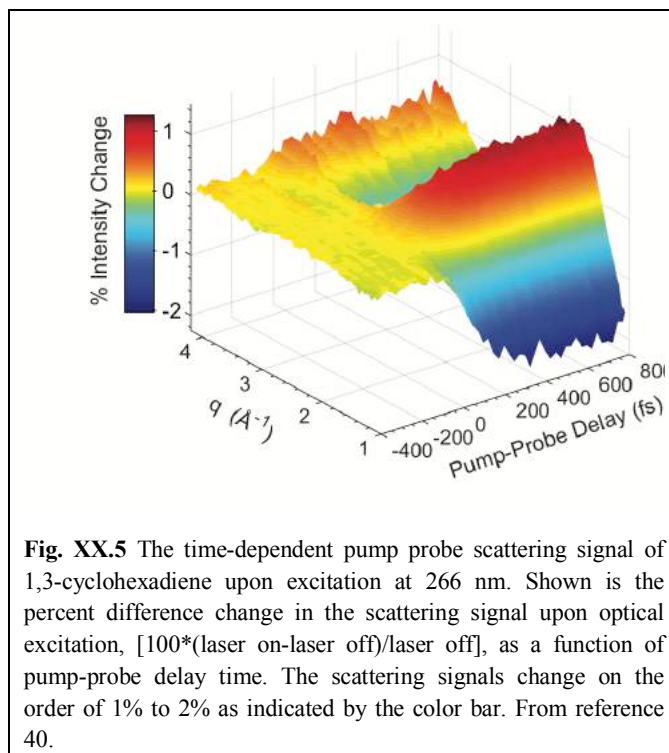 % Intensity Change
1
0
-1
-2
4
3
2
1
q (Å⁻¹)
-400
-200
0
200
400
600
800
Pump-Probe Delay (fs)
Fig. XX.5 The time-dependent pump probe scattering signal of
1,3-cyclohexadiene upon excitation at 266 nm. Shown is the
percent difference change in the scattering signal upon optical
excitation, [100*(laser on-laser off)/laser off], as a function of
pump-probe delay time. The scattering signals change on the
order of 1% to 2% as indicated by the color bar. From reference
40.